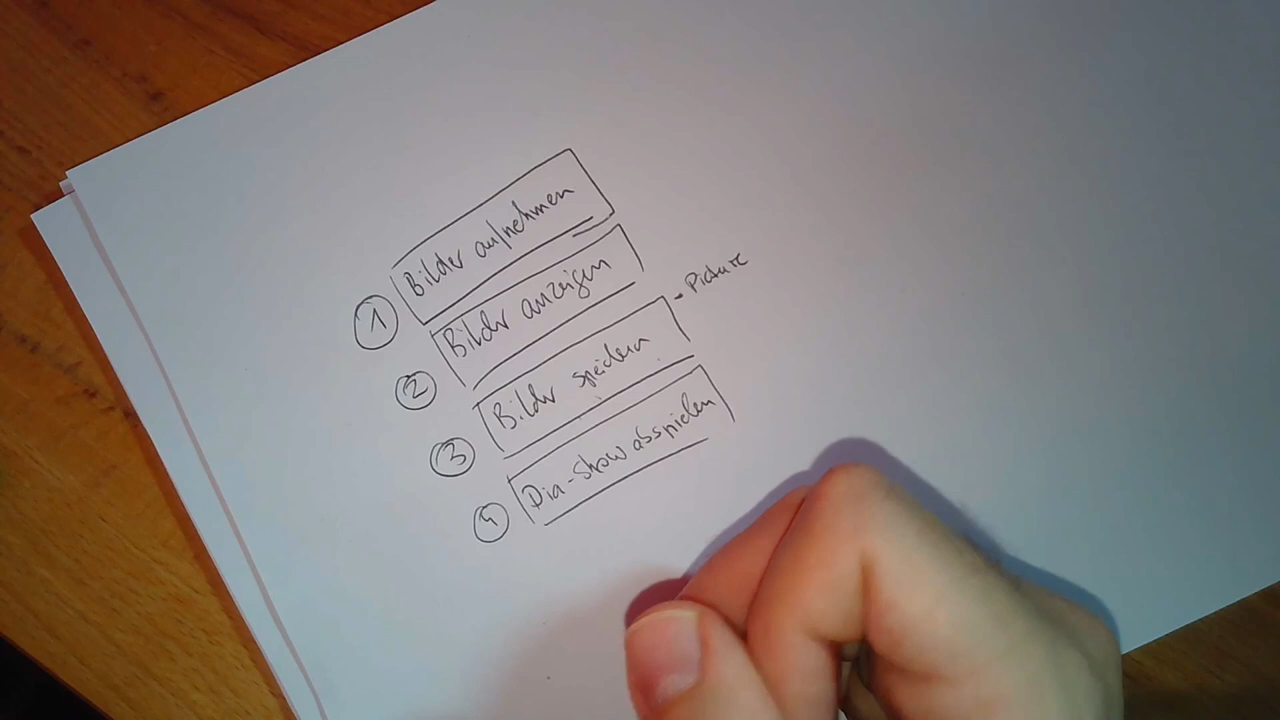 1 Bilder aufnehmen
2 Bilder anzeigen
3 Bilder speichern - Picture
4 Dia-Show abspielen